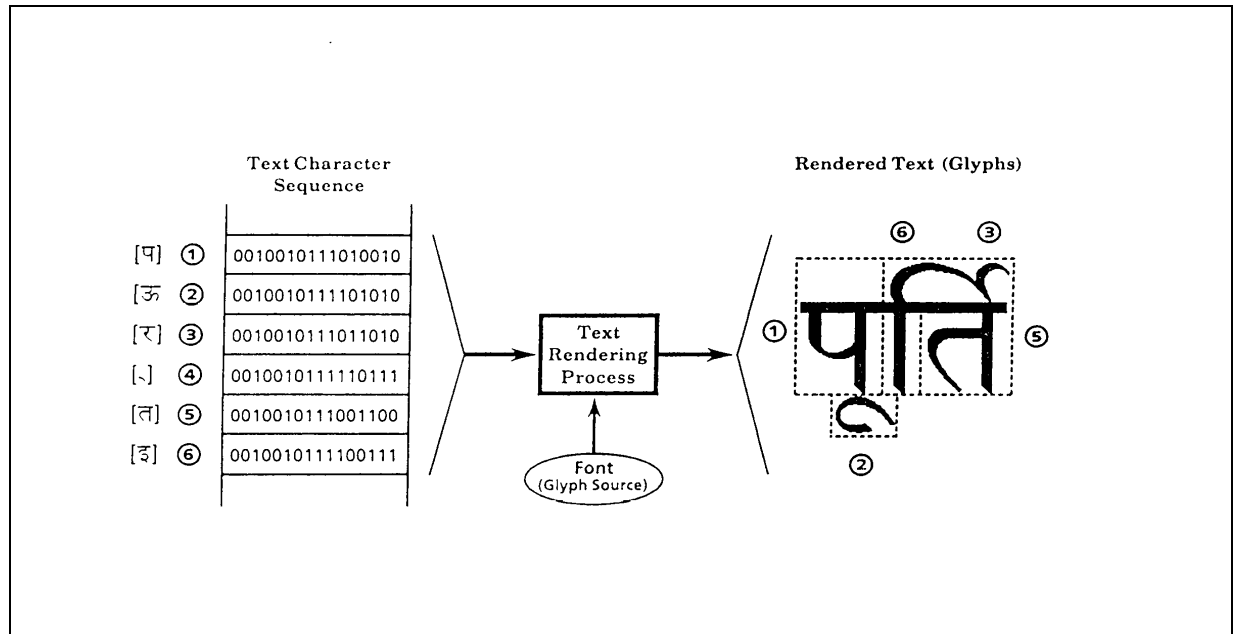 Text Character
Sequence
[प] ① 0010010111010010
[ऊ ② 0010010111101010
[र] ③ 0010010111011010
[्] ④ 0010010111110111
[त] ⑤ 0010010111001100
[इ] ⑥ 0010010111100111
Text
Rendering
Process
Font
(Glyph Source)
Rendered Text (Glyphs)
⑥ ③
① ⑤
पूर्ति
②